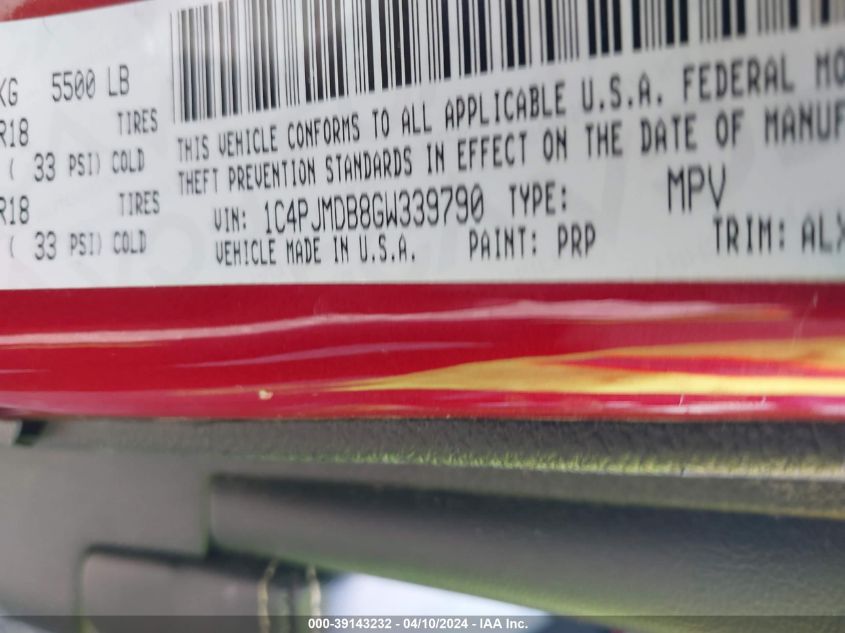 KG 5500 LB
R18 TIRES
( 33 PSI) COLD
R18 TIRES
( 33 PSI) COLD
THIS VEHICLE CONFORMS TO ALL APPLICABLE U.S.A. FEDERAL MO
THEFT PREVENTION STANDARDS IN EFFECT ON THE DATE OF MANUF
VIN: 1C4PJMDB8GW339790 TYPE: MPV
VEHICLE MADE IN U.S.A. PAINT: PRP TRIM: ALX
000-39143232 - 04/10/2024 - IAA Inc.